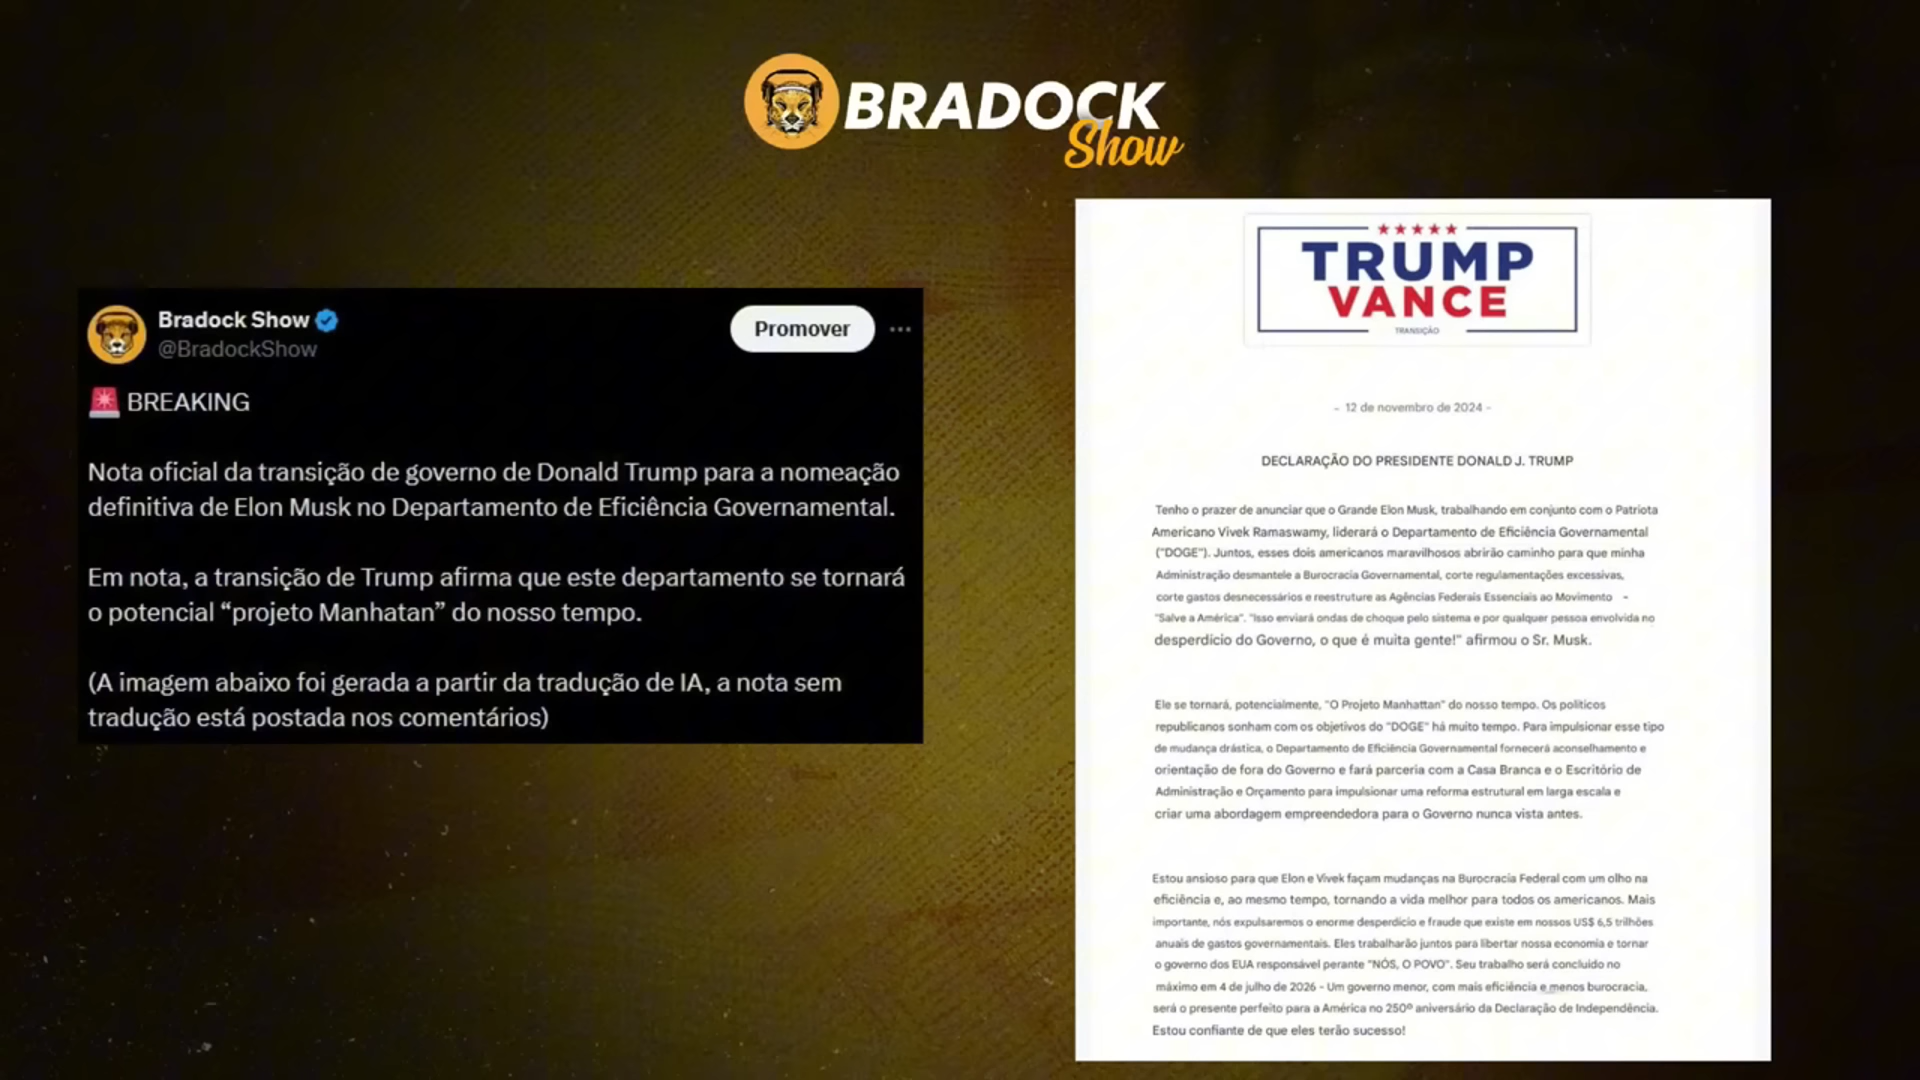 BRADOCK
Show
Bradock Show
@BradockShow
Promover
BREAKING
Nota oficial da transição de governo de Donald Trump para a nomeação
definitiva de Elon Musk no Departamento de Eficiência Governamental.
Em nota, a transição de Trump afirma que este departamento se tornará
o potencial “projeto Manhatan” do nosso tempo.
(A imagem abaixo foi gerada a partir da tradução de IA, a nota sem
tradução está postada nos comentários)
TRUMP
VANCE
TRANSIÇÃO
- 12 de novembro de 2024 -
DECLARAÇÃO DO PRESIDENTE DONALD J. TRUMP
Tenho o prazer de anunciar que o Grande Elon Musk, trabalhando em conjunto com o Patriota
Americano Vivek Ramaswamy, liderará o Departamento de Eficiência Governamental
("DOGE"). Juntos, esses dois americanos maravilhosos abrirão caminho para que minha
Administração desmantele a Burocracia Governamental, corte regulamentações excessivas,
corte gastos desnecessários e reestruture as Agências Federais Essenciais ao Movimento -
"Salve a América". "Isso enviará ondas de choque pelo sistema e por qualquer pessoa envolvida no
desperdício do Governo, o que é muita gente!" afirmou o Sr. Musk.
Ele se tornará, potencialmente, "O Projeto Manhattan" do nosso tempo. Os políticos
republicanos sonham com os objetivos do "DOGE" há muito tempo. Para impulsionar esse tipo
de mudança drástica, o Departamento de Eficiência Governamental fornecerá aconselhamento e
orientação de fora do Governo e fará parceria com a Casa Branca e o Escritório de
Administração e Orçamento para impulsionar uma reforma estrutural em larga escala e
criar uma abordagem empreendedora para o Governo nunca vista antes.
Estou ansioso para que Elon e Vivek façam mudanças na Burocracia Federal com um olho na
eficiência e, ao mesmo tempo, tornando a vida melhor para todos os americanos. Mais
importante, nós expulsaremos o enorme desperdício e fraude que existe em nossos US$ 6,5 trilhões
anuais de gastos governamentais. Eles trabalharão juntos para libertar nossa economia e tornar
o governo dos EUA responsável perante "NÓS, O POVO". Seu trabalho será concluído no
máximo em 4 de julho de 2026 - Um governo menor, com mais eficiência e menos burocracia,
será o presente perfeito para a América no 250º aniversário da Declaração de Independência.
Estou confiante de que eles terão sucesso!